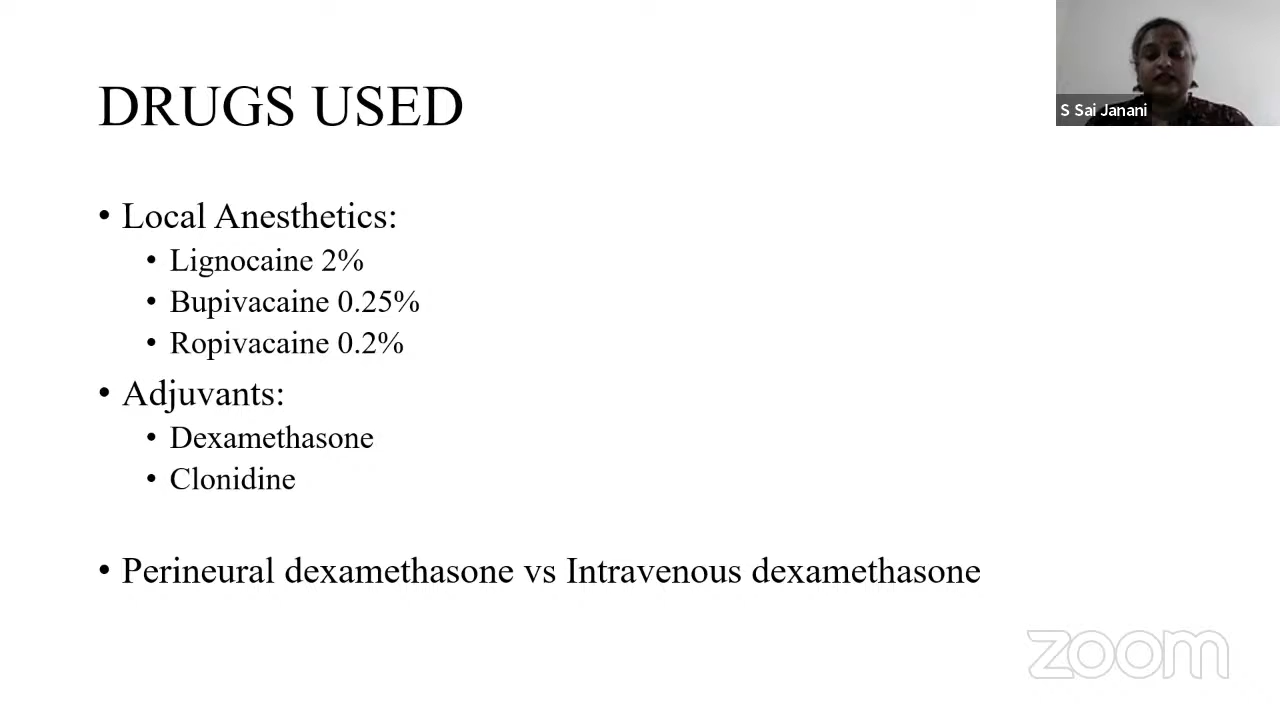 DRUGS USED
S Sai Janani
• Local Anesthetics:
• Lignocaine 2%
• Bupivacaine 0.25%
• Ropivacaine 0.2%
• Adjuvants:
• Dexamethasone
• Clonidine
• Perineural dexamethasone vs Intravenous dexamethasone
zoom